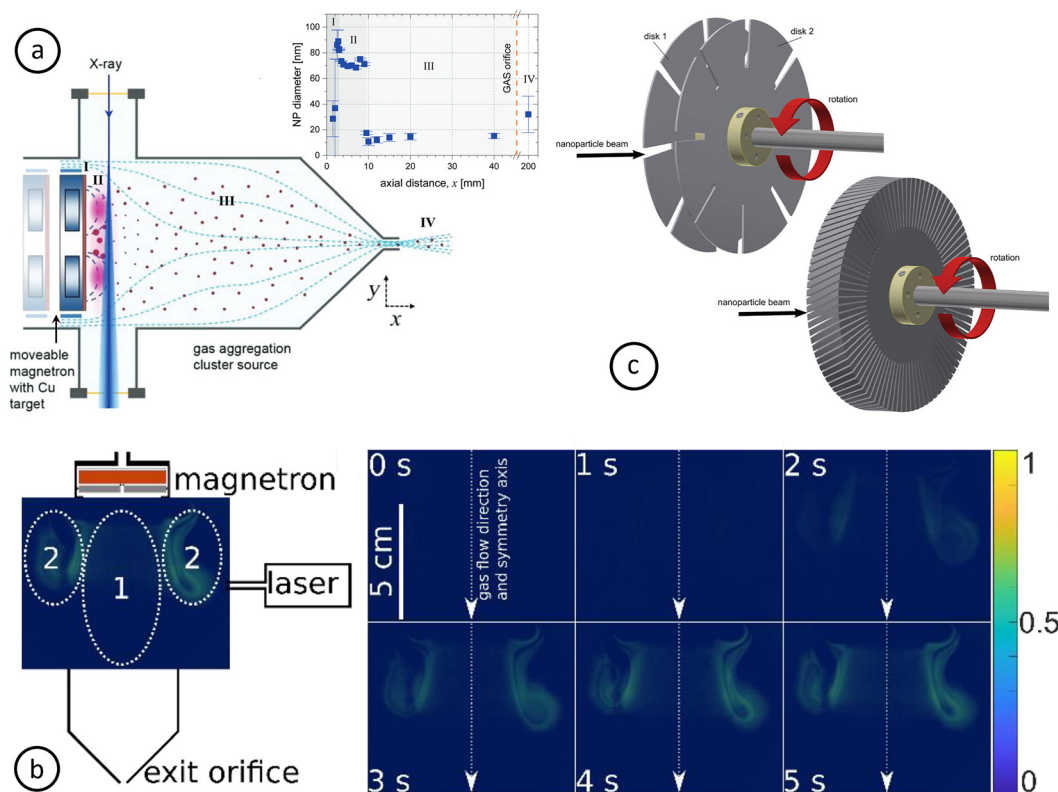 a
X-ray
I
II
III
IV
y
x
moveable
magnetron
with Cu
target
gas aggregation
cluster source
NP diameter [nm]
100
80
60
40
20
0
I
II
III
IV
GAS orifice
0
10
20
30
40
200
axial distance, x [mm]
disk 1
disk 2
rotation
nanoparticle beam
rotation
nanoparticle beam
c
magnetron
2
1
2
laser
exit orifice
b
0 s
1 s
2 s
5 cm
gas flow direction
and symmetry axis
3 s
4 s
5 s
1
0.5
0